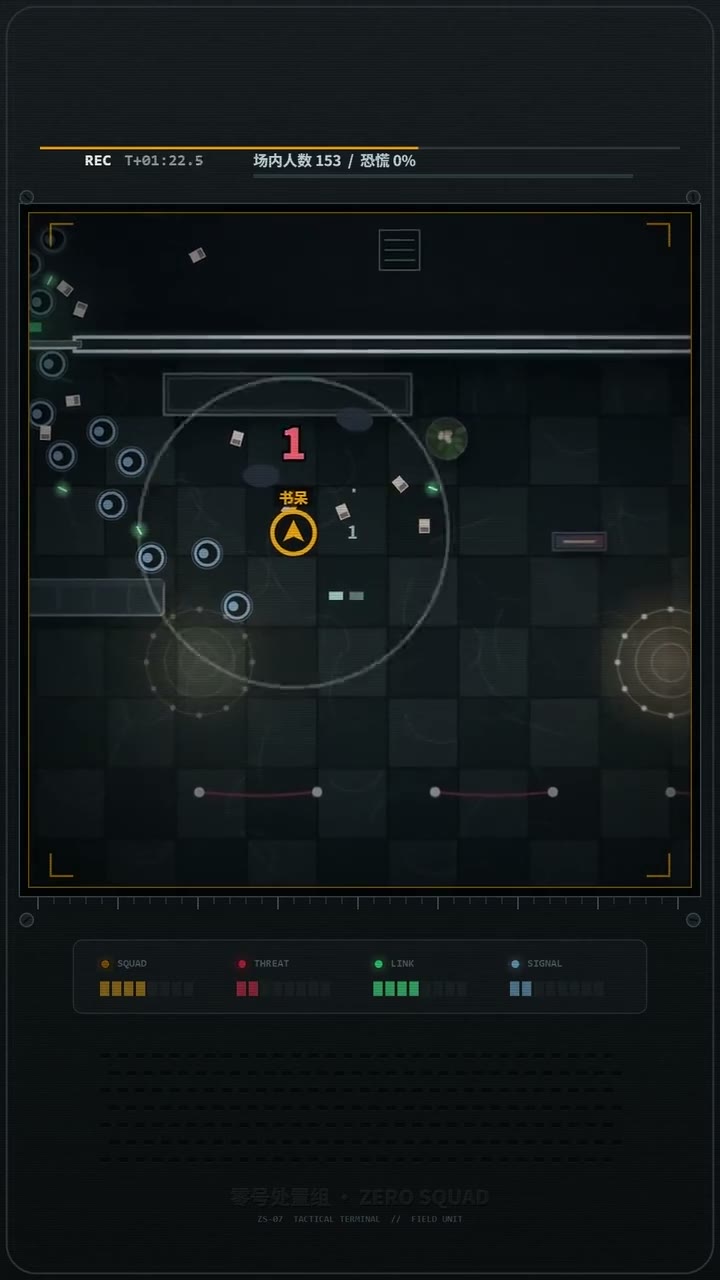 REC T+01:22.5 场内人数 153 / 恐慌 0%
1
书呆
1
SQUAD THREAT LINK SIGNAL
零号处置组 · ZERO SQUAD
ZS-07 TACTICAL TERMINAL // FIELD UNIT